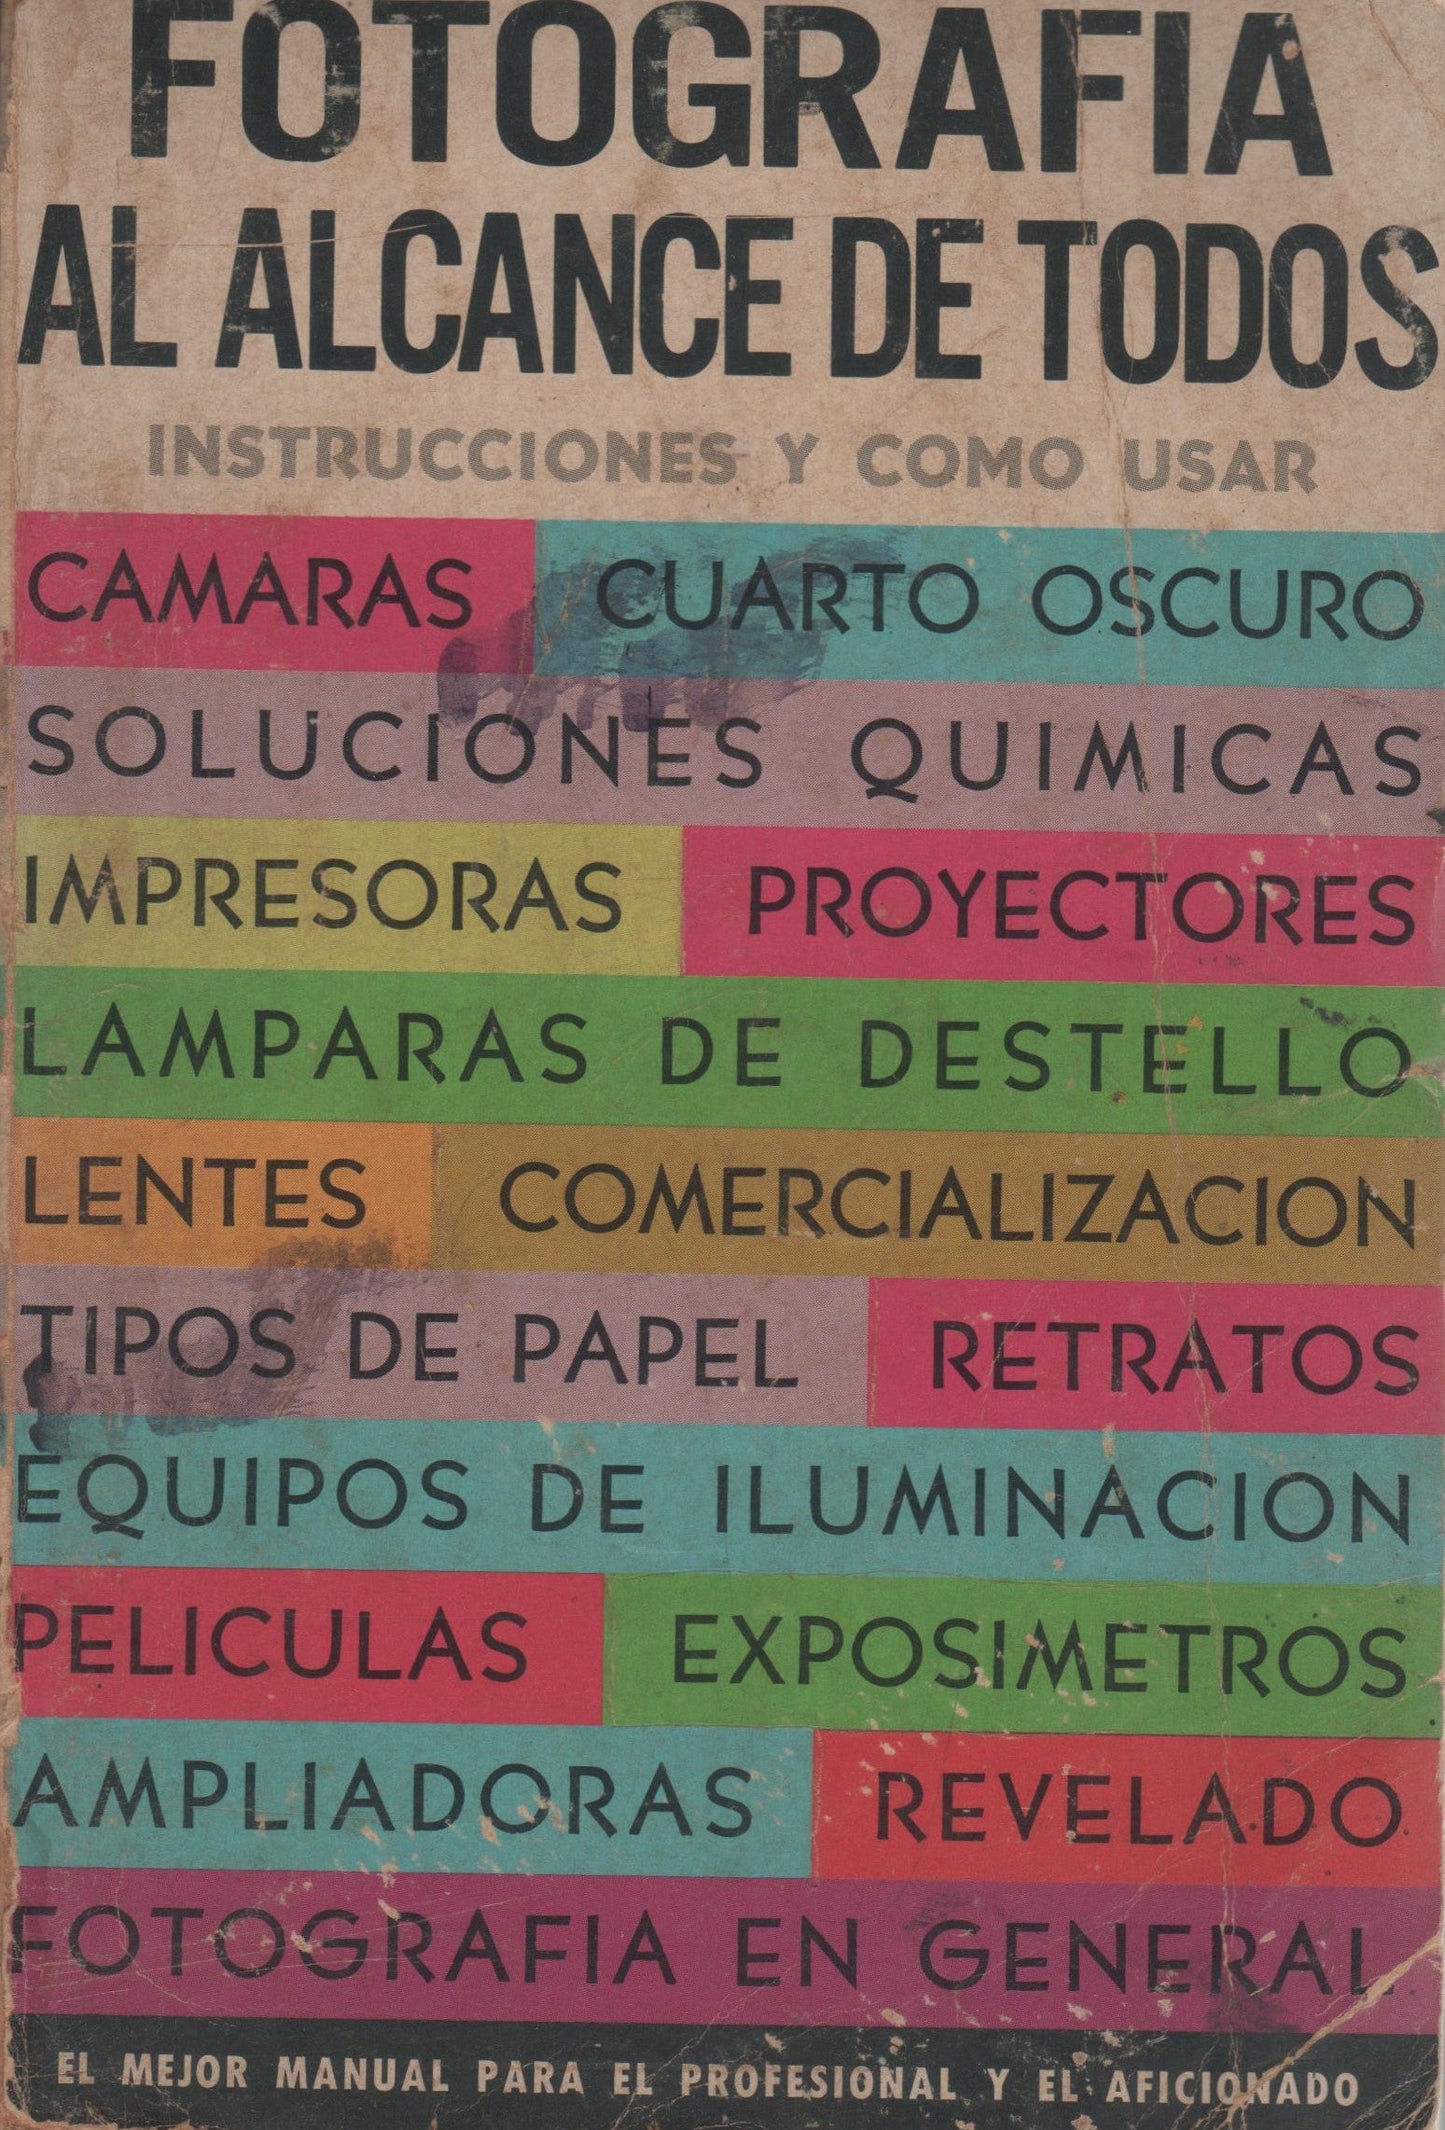 FOTOGRAFIA
AL ALCANCE DE TODOS
INSTRUCCIONES Y COMO USAR
CAMARAS CUARTO OSCURO
SOLUCIONES QUIMICAS
IMPRESORAS PROYECTORES
LAMPARAS DE DESTELLO
LENTES COMERCIALIZACION
TIPOS DE PAPEL RETRATOS
EQUIPOS DE ILUMINACION
PELICULAS EXPOSIMETROS
AMPLIADORAS REVELADO
FOTOGRAFIA EN GENERAL
EL MEJOR MANUAL PARA EL PROFESIONAL Y EL AFICIONADO